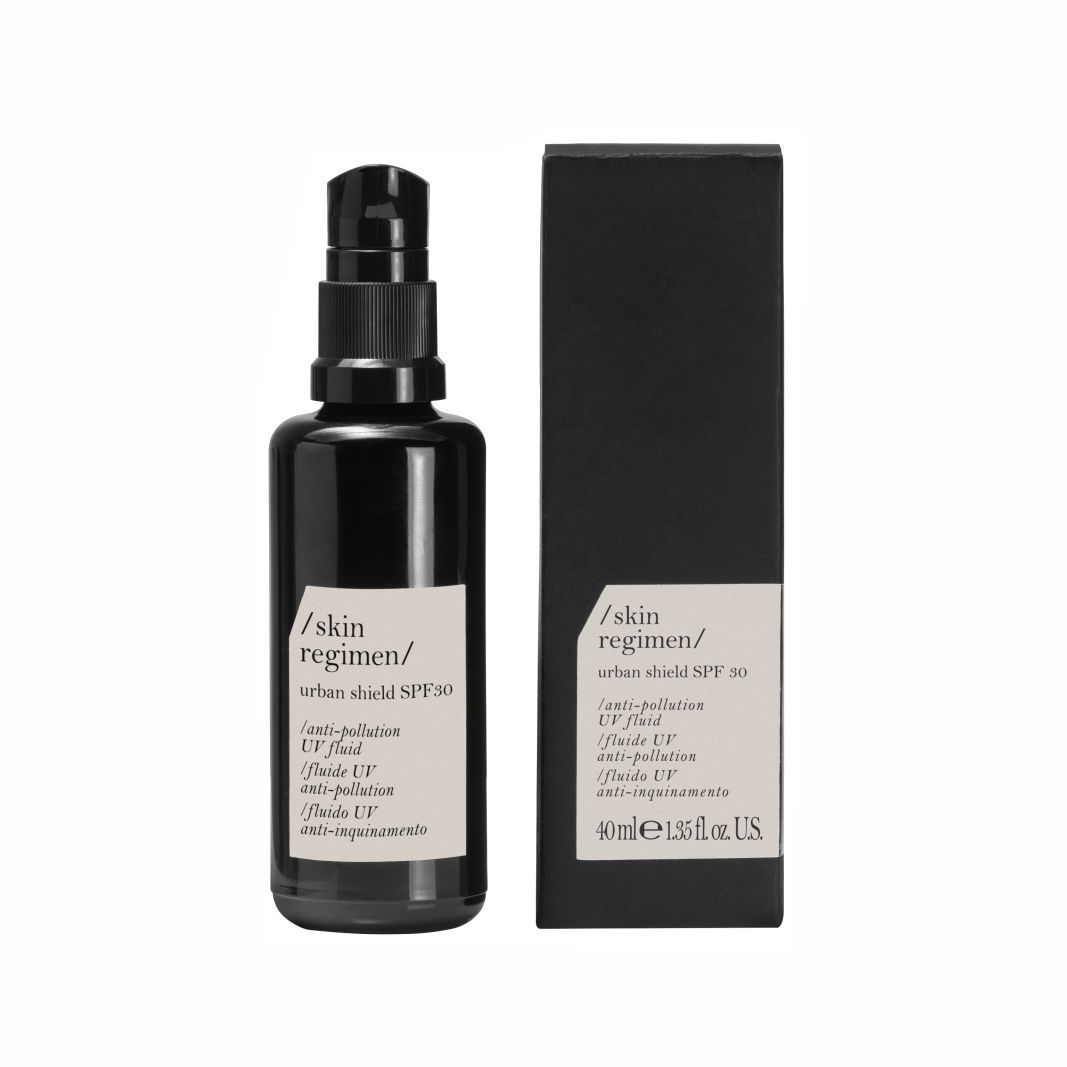 /skin
regimen/
urban shield SPF30
/anti-pollution
UV fluid
/fluide UV
anti-pollution
/fluido UV
anti-inquinamento
/skin
regimen/
urban shield SPF 30
/anti-pollution
UV fluid
/fluide UV
anti-pollution
/fluido UV
anti-inquinamento
40 ml ℮ 1.35 fl. oz. U.S.